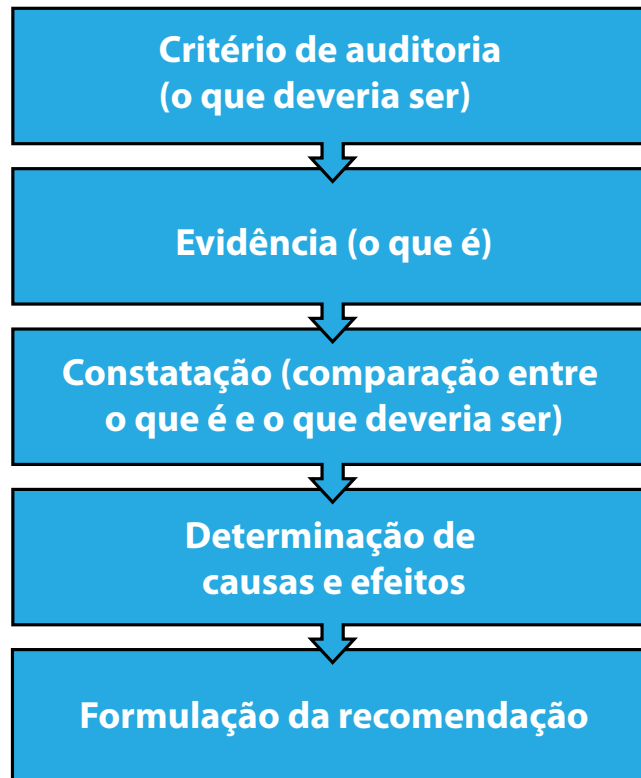 Critério de auditoria
(o que deveria ser)
Evidência (o que é)
Constatação (comparação entre
o que é e o que deveria ser)
Determinação de
causas e efeitos
Formulação da recomendação